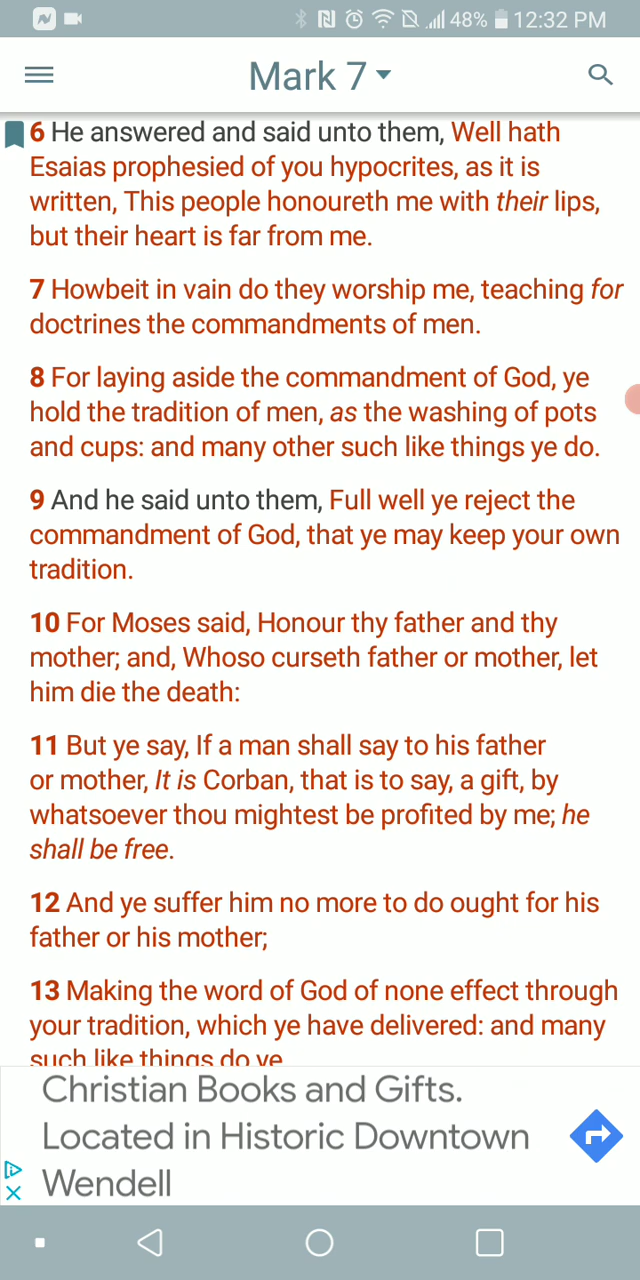 48% 12:32 PM
Mark 7
6 He answered and said unto them, Well hath
Esaias prophesied of you hypocrites, as it is
written, This people honoureth me with their lips,
but their heart is far from me.
7 Howbeit in vain do they worship me, teaching for
doctrines the commandments of men.
8 For laying aside the commandment of God, ye
hold the tradition of men, as the washing of pots
and cups: and many other such like things ye do.
9 And he said unto them, Full well ye reject the
commandment of God, that ye may keep your own
tradition.
10 For Moses said, Honour thy father and thy
mother; and, Whoso curseth father or mother, let
him die the death:
11 But ye say, If a man shall say to his father
or mother, It is Corban, that is to say, a gift, by
whatsoever thou mightest be profited by me; he
shall be free.
12 And ye suffer him no more to do ought for his
father or his mother;
13 Making the word of God of none effect through
your tradition, which ye have delivered: and many
such like things do ye
Christian Books and Gifts.
Located in Historic Downtown
Wendell